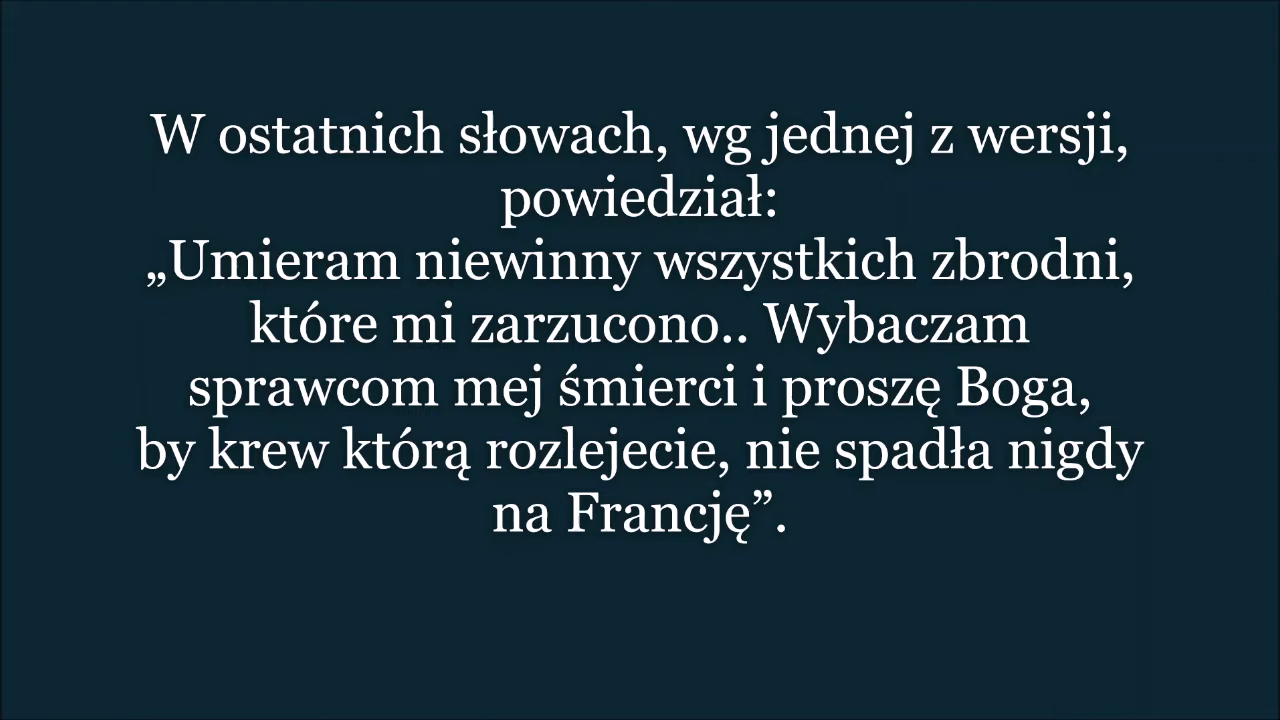 W ostatnich słowach, wg jednej z wersji,
powiedział:
„Umieram niewinny wszystkich zbrodni,
które mi zarzucono.. Wybaczam
sprawcom mej śmierci i proszę Boga,
by krew którą rozlejecie, nie spadła nigdy
na Francję”.